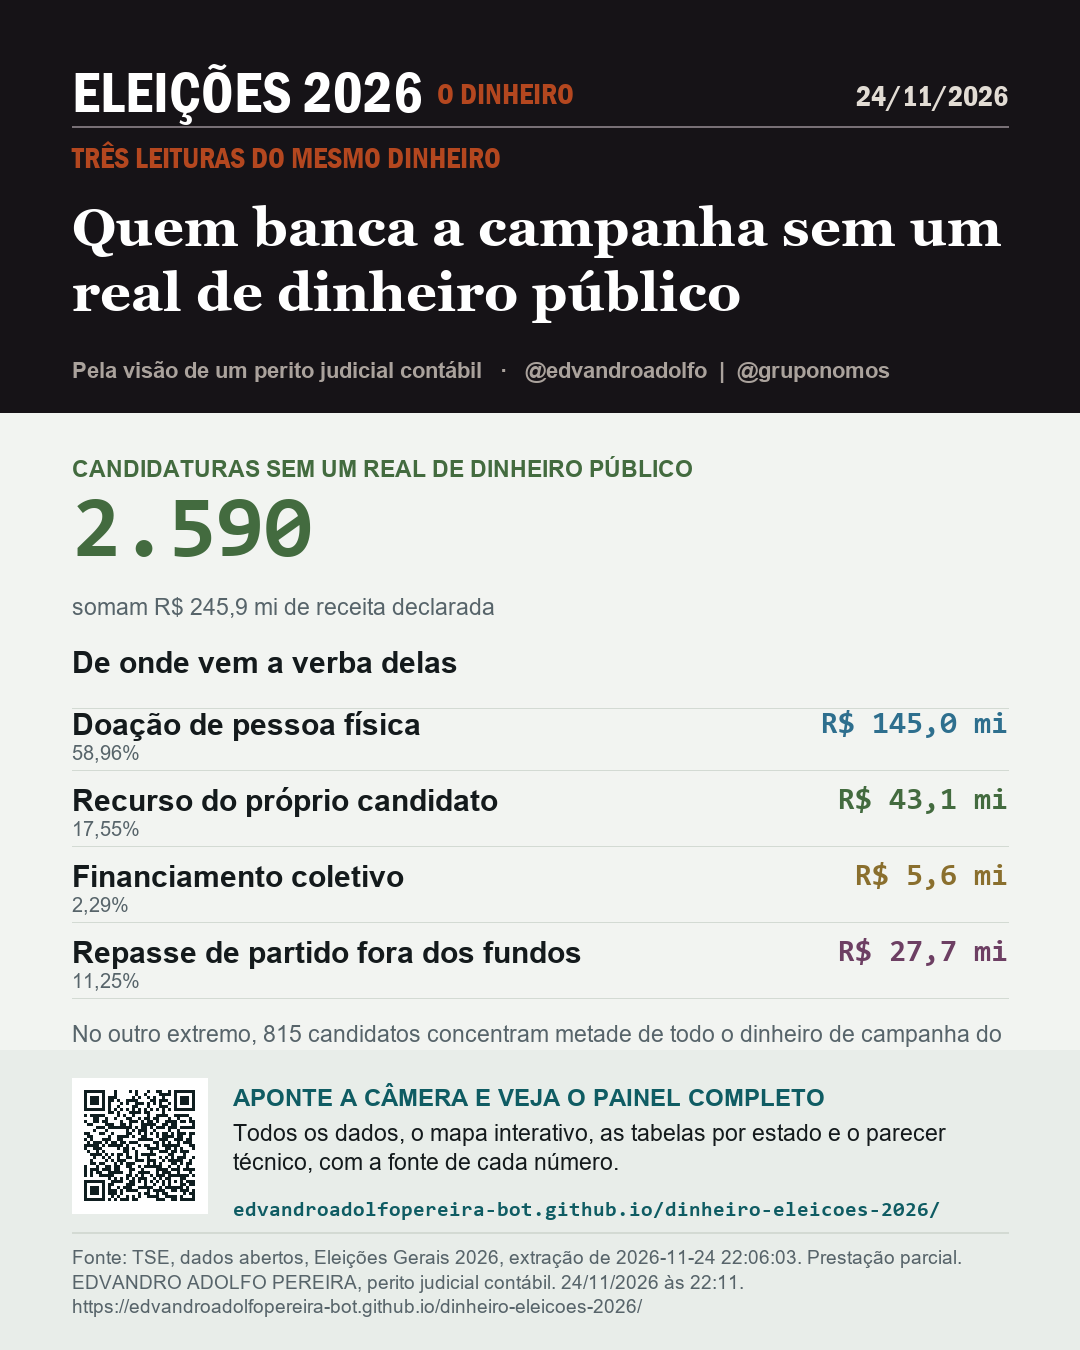 ELEIÇÕES 2026 O DINHEIRO 24/11/2026
TRÊS LEITURAS DO MESMO DINHEIRO
Quem banca a campanha sem um
real de dinheiro público
Pela visão de um perito judicial contábil · @edvandroadolfo | @gruponomos
CANDIDATURAS SEM UM REAL DE DINHEIRO PÚBLICO
2.590
somam R$ 245,9 mi de receita declarada
De onde vem a verba delas
Doação de pessoa física R$ 145,0 mi
58,96%
Recurso do próprio candidato R$ 43,1 mi
17,55%
Financiamento coletivo R$ 5,6 mi
2,29%
Repasse de partido fora dos fundos R$ 27,7 mi
11,25%
No outro extremo, 815 candidatos concentram metade de todo o dinheiro de campanha do
APONTE A CÂMERA E VEJA O PAINEL COMPLETO
Todos os dados, o mapa interativo, as tabelas por estado e o parecer
técnico, com a fonte de cada número.
edvandroadolfopereira-bot.github.io/dinheiro-eleicoes-2026/
Fonte: TSE, dados abertos, Eleições Gerais 2026, extração de 2026-11-24 22:06:03. Prestação parcial.
EDVANDRO ADOLFO PEREIRA, perito judicial contábil. 24/11/2026 às 22:11.
https://edvandroadolfopereira-bot.github.io/dinheiro-eleicoes-2026/